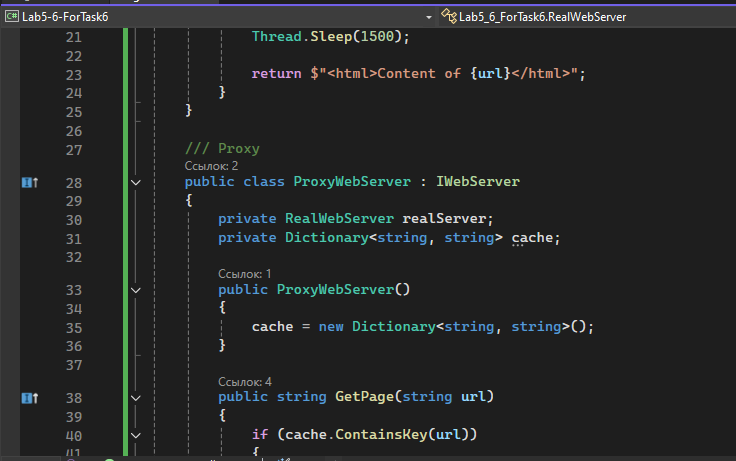 Lab5-6-ForTask6 Lab5_6_ForTask6.RealWebServer
21 Thread.Sleep(1500);
22
23 return $"<html>Content of {url}</html>";
24 }
25 }
26
27 /// Proxy
Ссылок: 2
28 public class ProxyWebServer : IWebServer
29 {
30 private RealWebServer realServer;
31 private Dictionary<string, string> cache;
32
Ссылок: 1
33 public ProxyWebServer()
34 {
35 cache = new Dictionary<string, string>();
36 }
37
Ссылок: 4
38 public string GetPage(string url)
39 {
40 if (cache.ContainsKey(url))
41 {